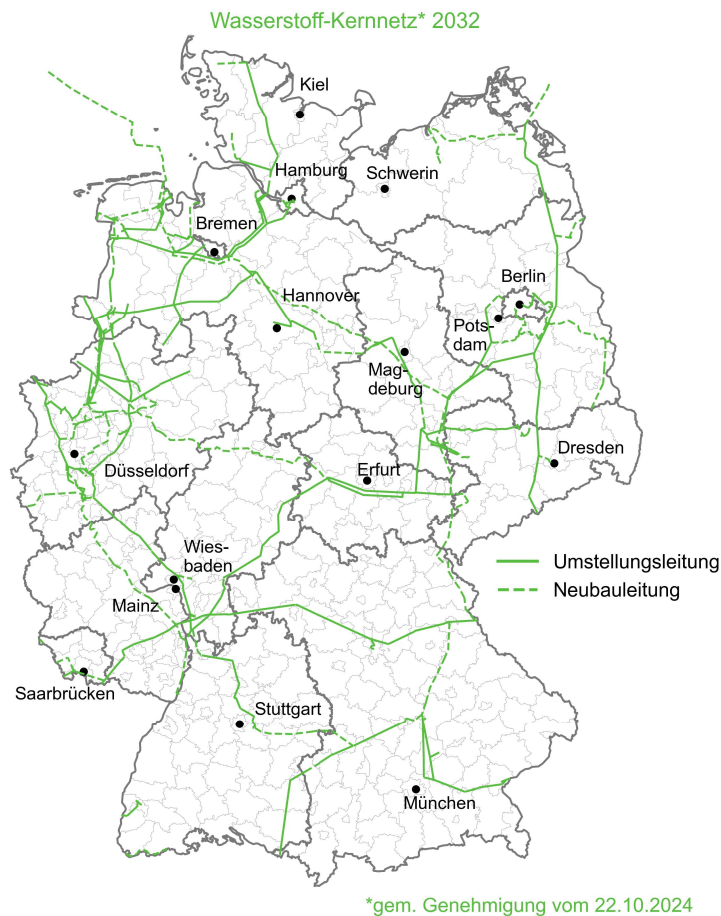 Wasserstoff-Kernnetz* 2032
Kiel
Hamburg
Schwerin
Bremen
Berlin
Hannover
Pots-
dam
Mag-
deburg
Düsseldorf
Erfurt
Dresden
Wies-
baden
Umstellungsleitung
Neubauleitung
Mainz
Saarbrücken
Stuttgart
München
*gem. Genehmigung vom 22.10.2024